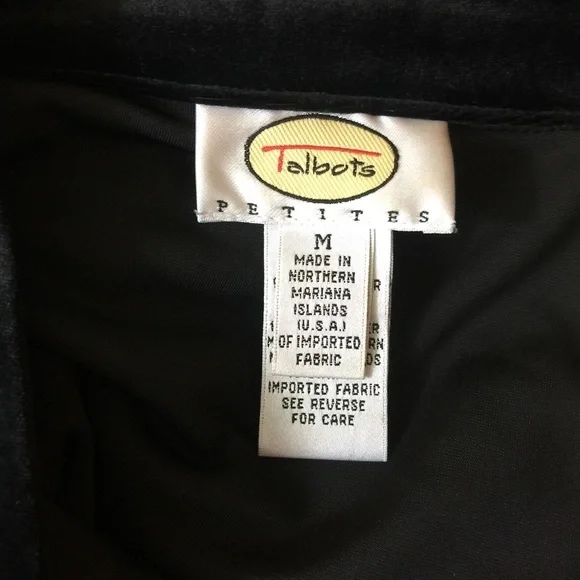 Talbots
PETITES
M
MADE IN
NORTHERN
MARIANA
ISLANDS
(U.S.A.)
OF IMPORTED
FABRIC
IMPORTED FABRIC
SEE REVERSE
FOR CARE